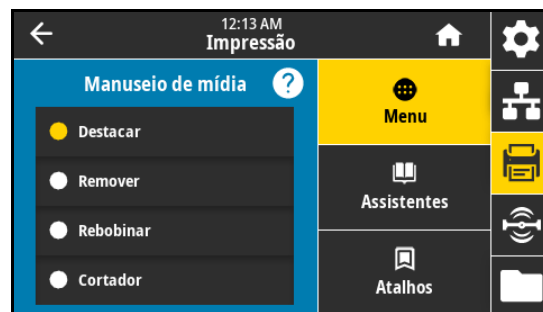 12:13 AM
Impressão
Manuseio de mídia ?
Destacar
Remover
Rebobinar
Cortador
Menu
Assistentes
Atalhos